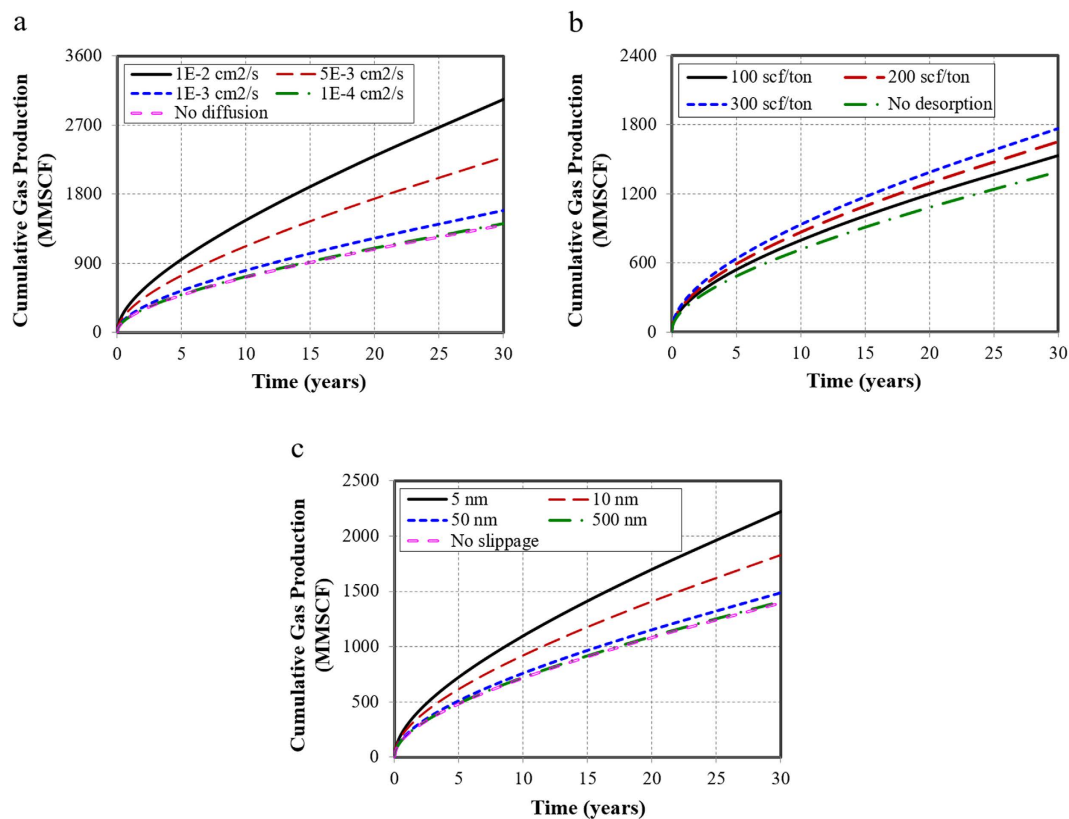 a
Cumulative Gas Production
(MMSCF)
3600
2700
1800
900
0
1E-2 cm2/s 5E-3 cm2/s
1E-3 cm2/s 1E-4 cm2/s
No diffusion
0 5 10 15 20 25 30
Time (years)
b
Cumulative Gas Production
(MMSCF)
2400
1800
1200
600
0
100 scf/ton 200 scf/ton
300 scf/ton No desorption
0 5 10 15 20 25 30
Time (years)
c
Cumulative Gas Production
(MMSCF)
2500
2000
1500
1000
500
0
5 nm 10 nm
50 nm 500 nm
No slippage
0 5 10 15 20 25 30
Time (years)